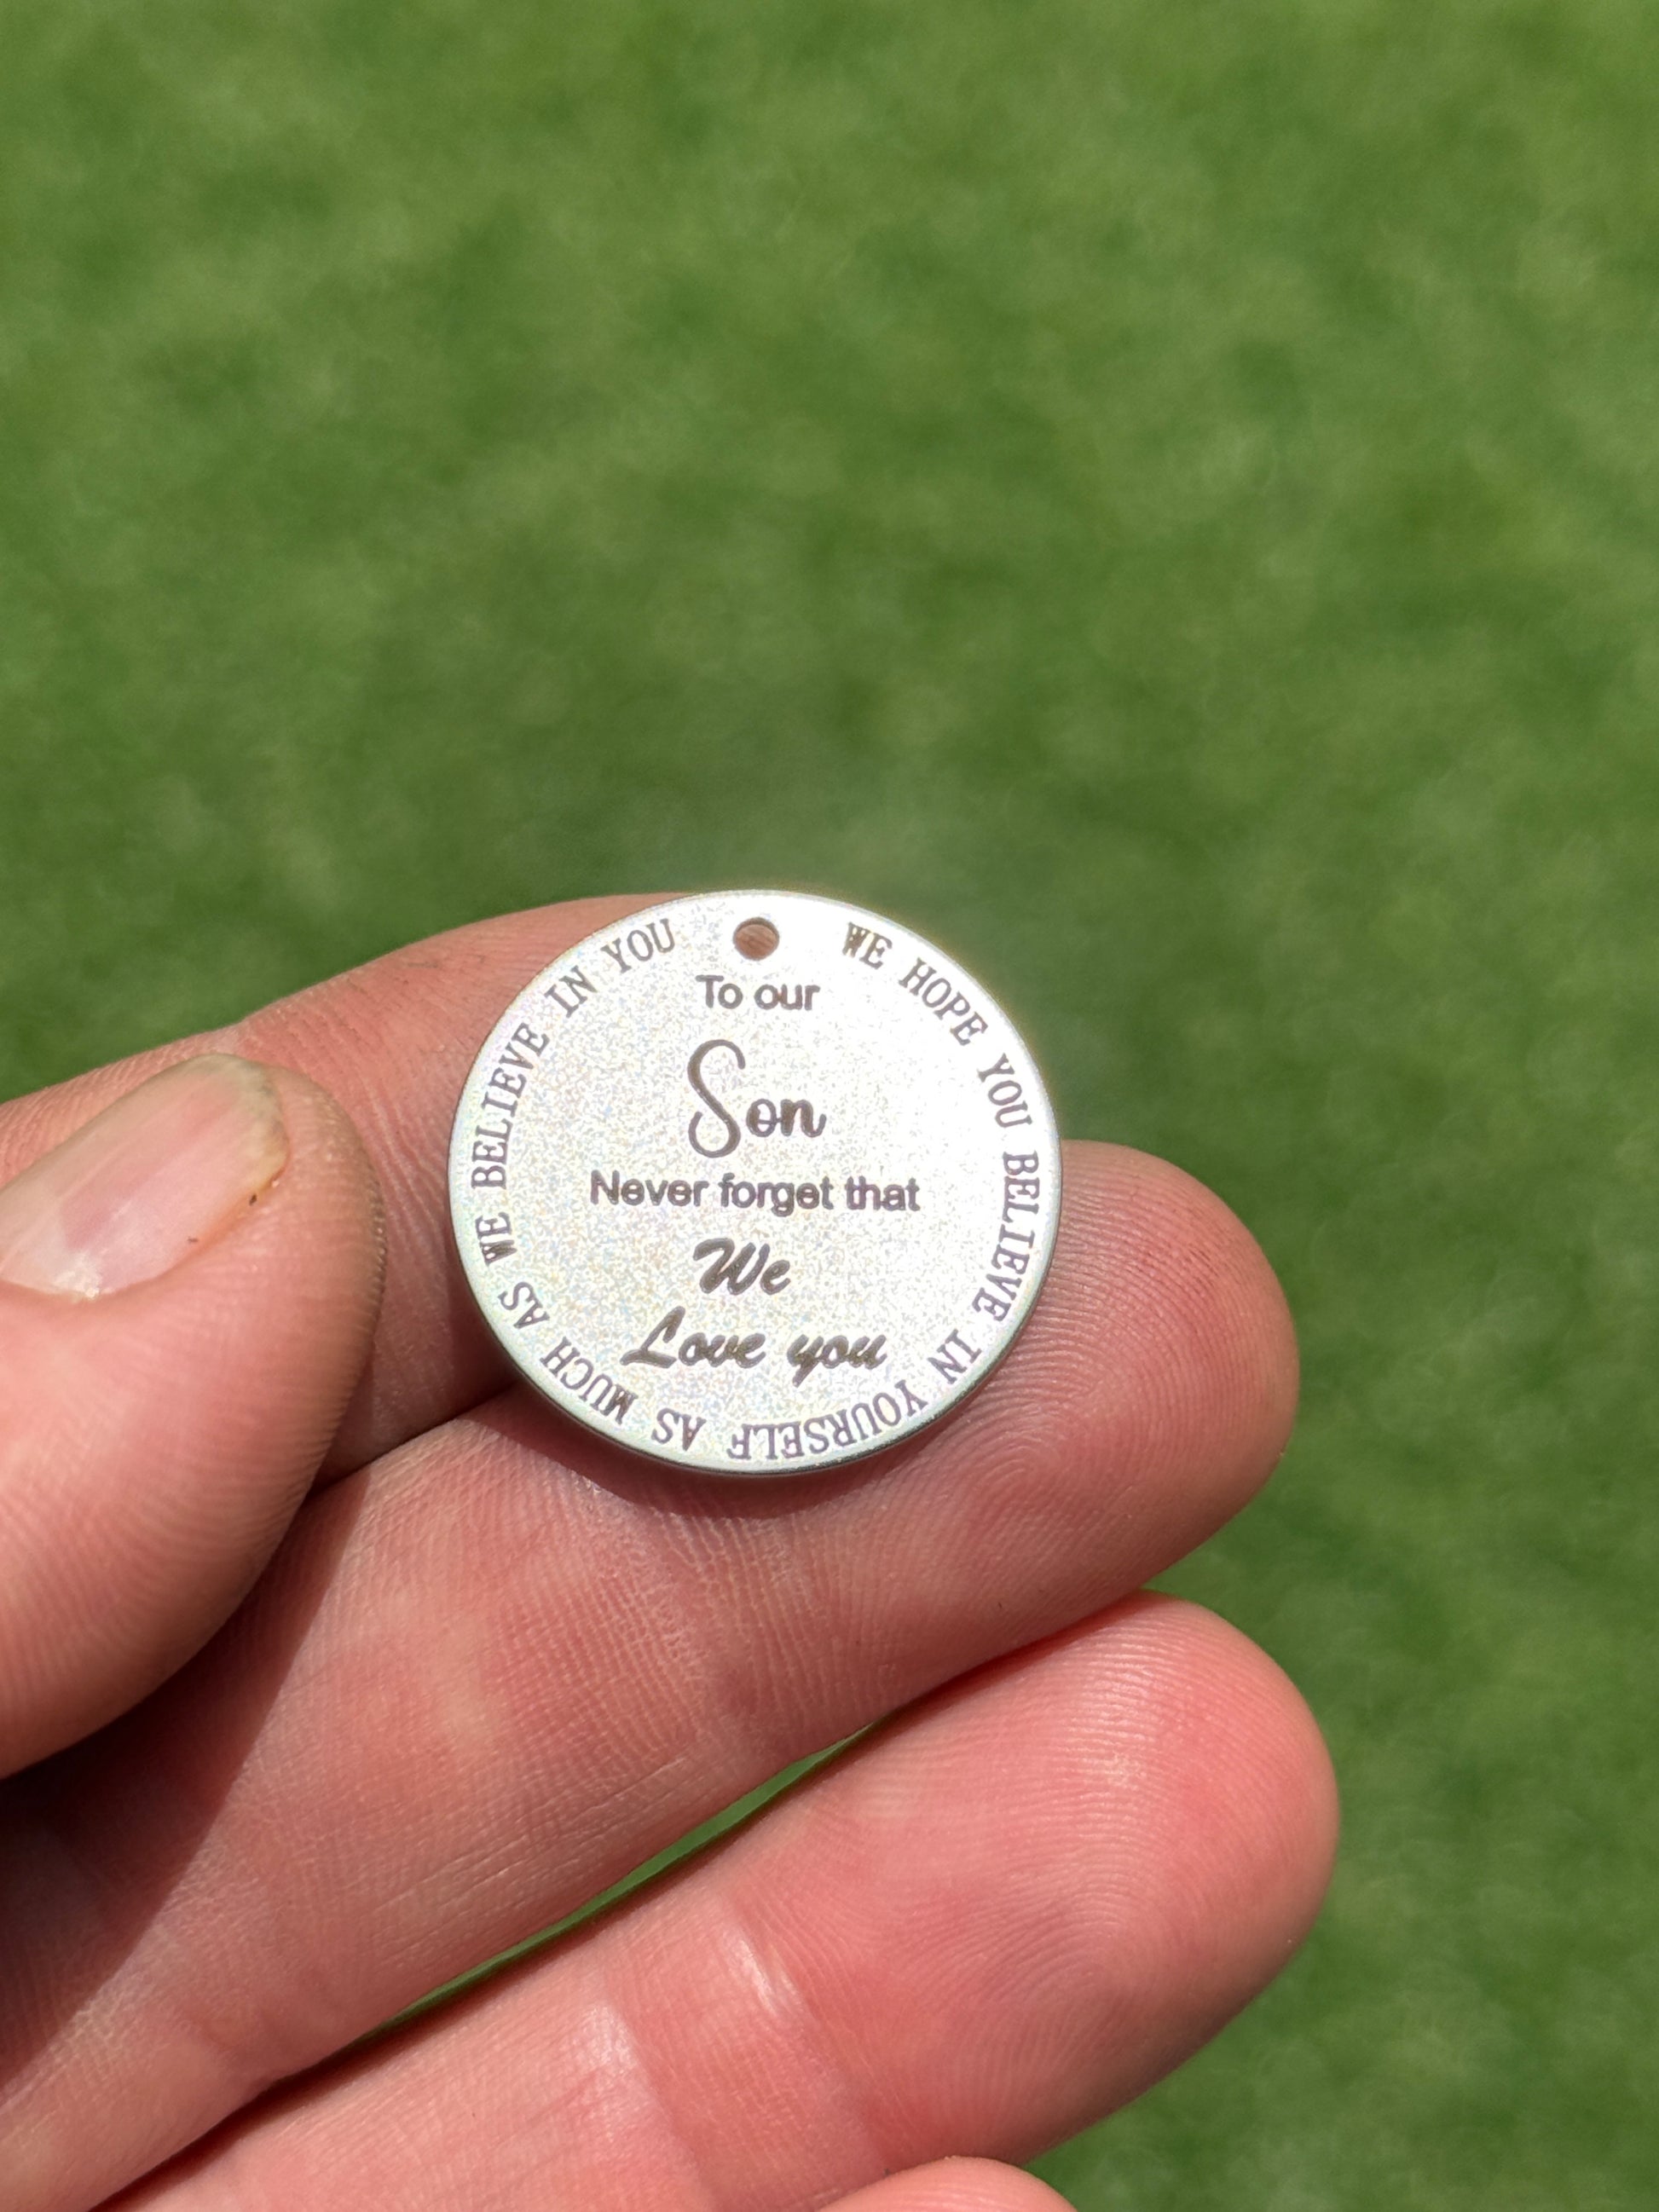 To our
Son
Never forget that
We
Love you
WE HOPE YOU BELIEVE IN YOURSELF AS MUCH AS WE BELIEVE IN YOU